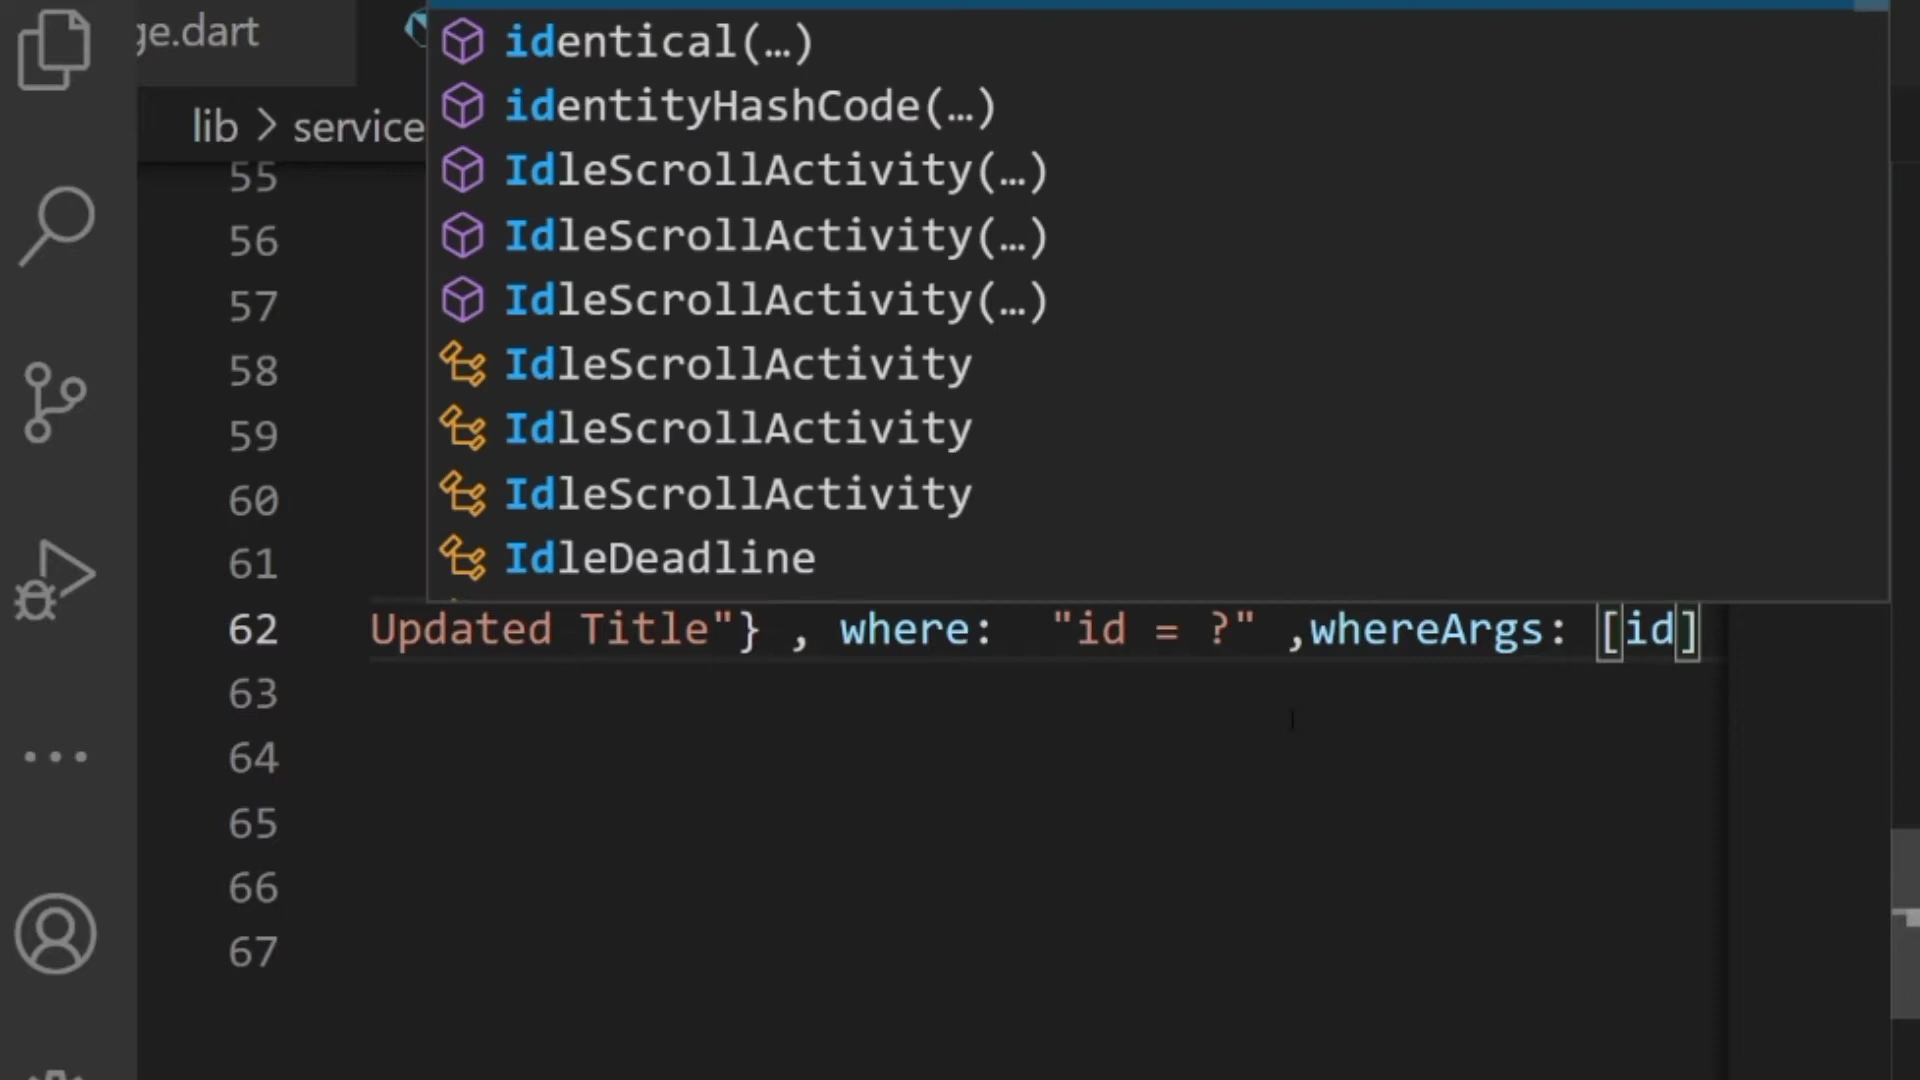 ge.dart
identical(…)
identityHashCode(…)
lib > service
IdleScrollActivity(…)
55
IdleScrollActivity(…)
56
IdleScrollActivity(…)
57
IdleScrollActivity
58
IdleScrollActivity
59
IdleScrollActivity
60
IdleDeadline
61
62 Updated Title"} , where:  "id = ?" ,whereArgs: [id]
63
64
65
66
67